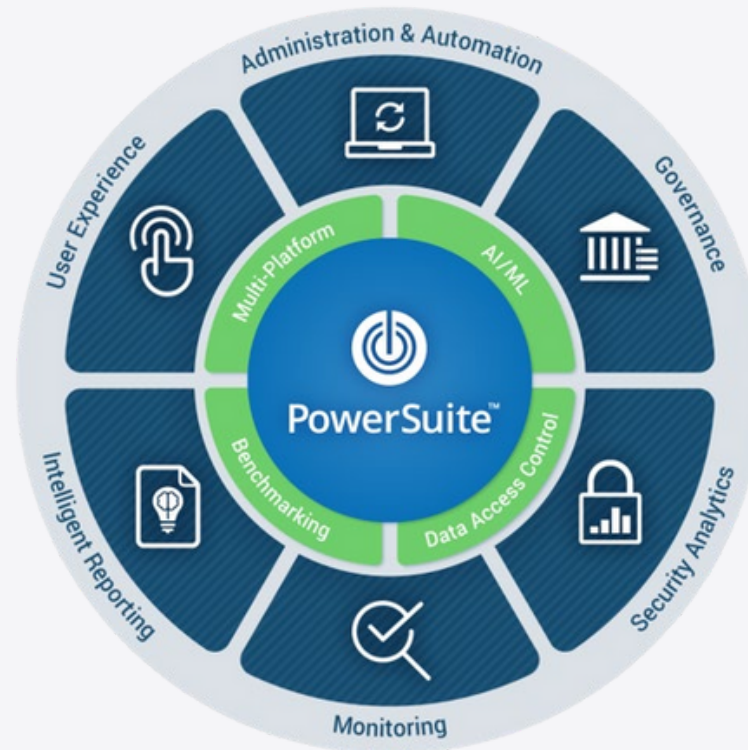 Administration & Automation
Governance
Security Analytics
Monitoring
Intelligent Reporting
User Experience
Multi-Platform
AI/ML
Data Access Control
Benchmarking
PowerSuite™